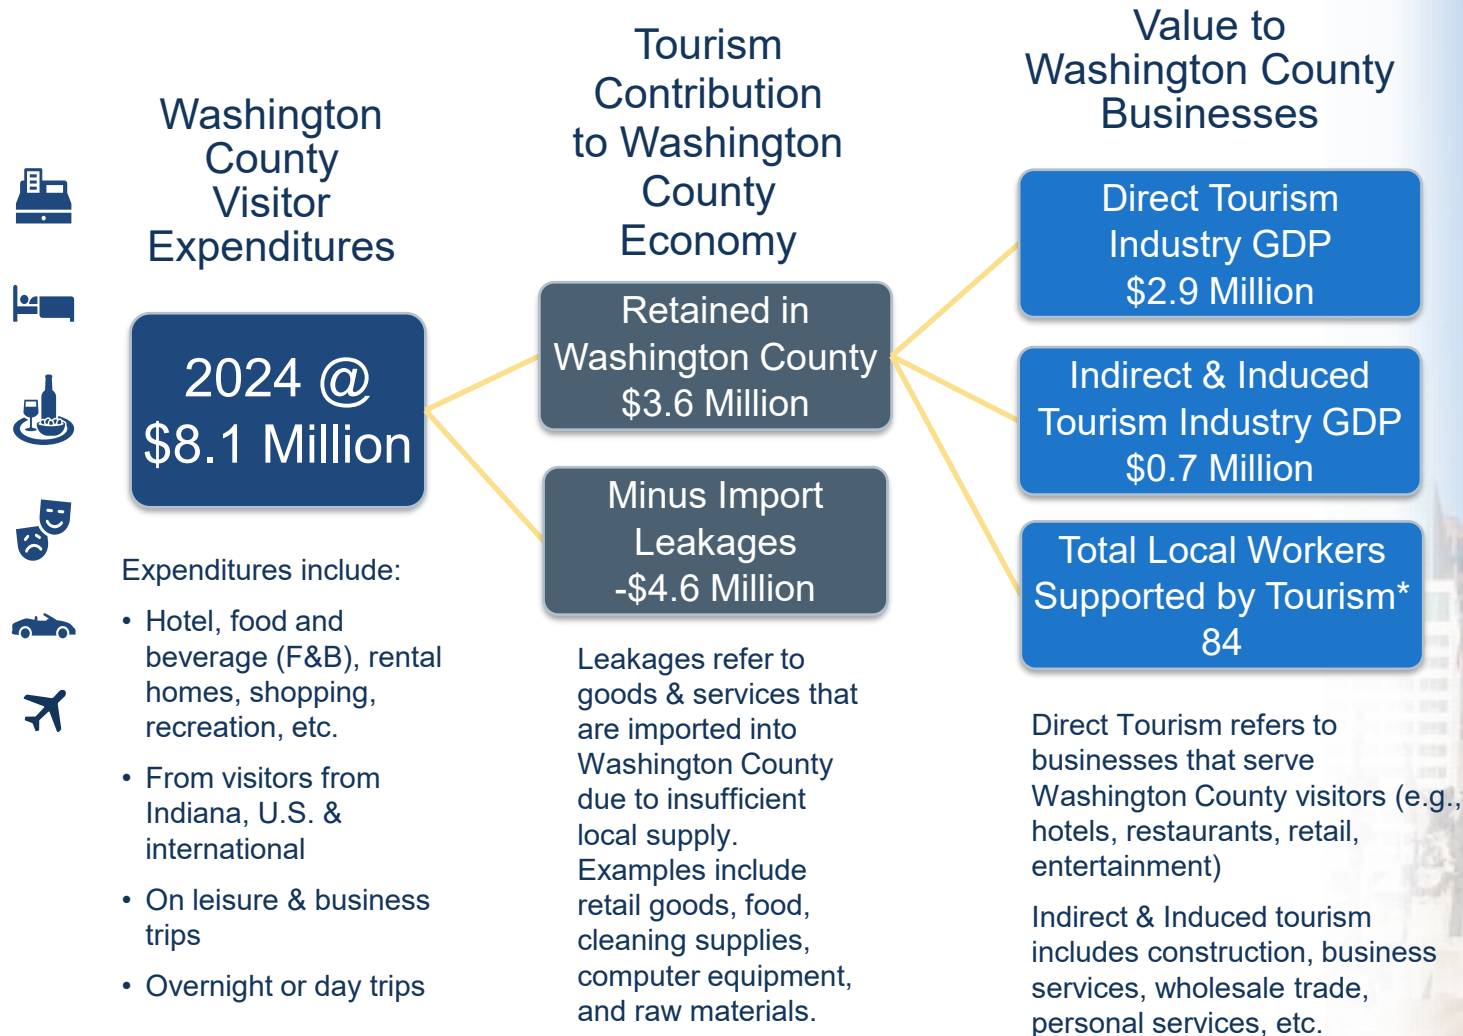 Washington
County
Visitor
Expenditures
2024 @
$8.1 Million
Expenditures include:
• Hotel, food and
beverage (F&B), rental
homes, shopping,
recreation, etc.
• From visitors from
Indiana, U.S. &
international
• On leisure & business
trips
• Overnight or day trips
Tourism
Contribution
to Washington
County
Economy
Retained in
Washington County
$3.6 Million
Minus Import
Leakages
-$4.6 Million
Leakages refer to
goods & services that
are imported into
Washington County
due to insufficient
local supply.
Examples include
retail goods, food,
cleaning supplies,
computer equipment,
and raw materials.
Value to
Washington County
Businesses
Direct Tourism
Industry GDP
$2.9 Million
Indirect & Induced
Tourism Industry GDP
$0.7 Million
Total Local Workers
Supported by Tourism*
84
Direct Tourism refers to
businesses that serve
Washington County visitors (e.g.,
hotels, restaurants, retail,
entertainment)
Indirect & Induced tourism
includes construction, business
services, wholesale trade,
personal services, etc.